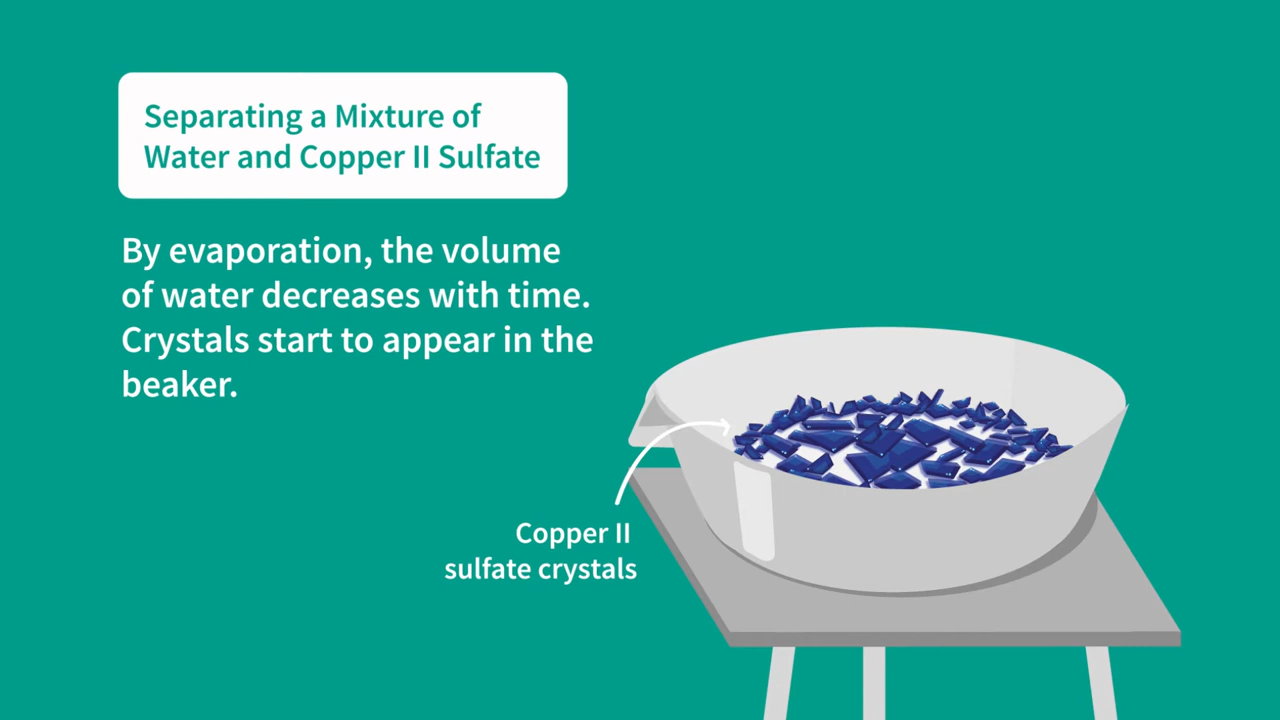 Separating a Mixture of
Water and Copper II Sulfate
By evaporation, the volume
of water decreases with time.
Crystals start to appear in the
beaker.
Copper II
sulfate crystals